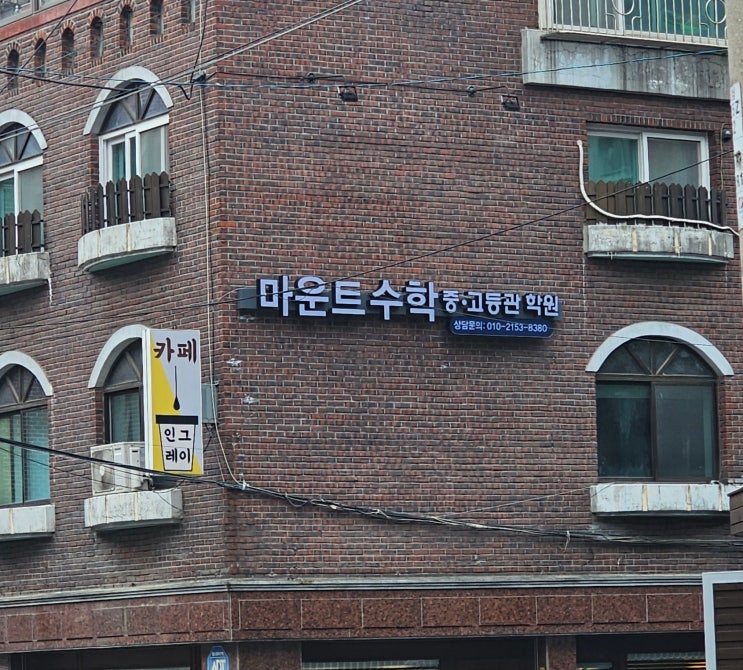 마운트 수학 중·고등관 학원
상담문의: 010-2153-8380
카페
인그
레이